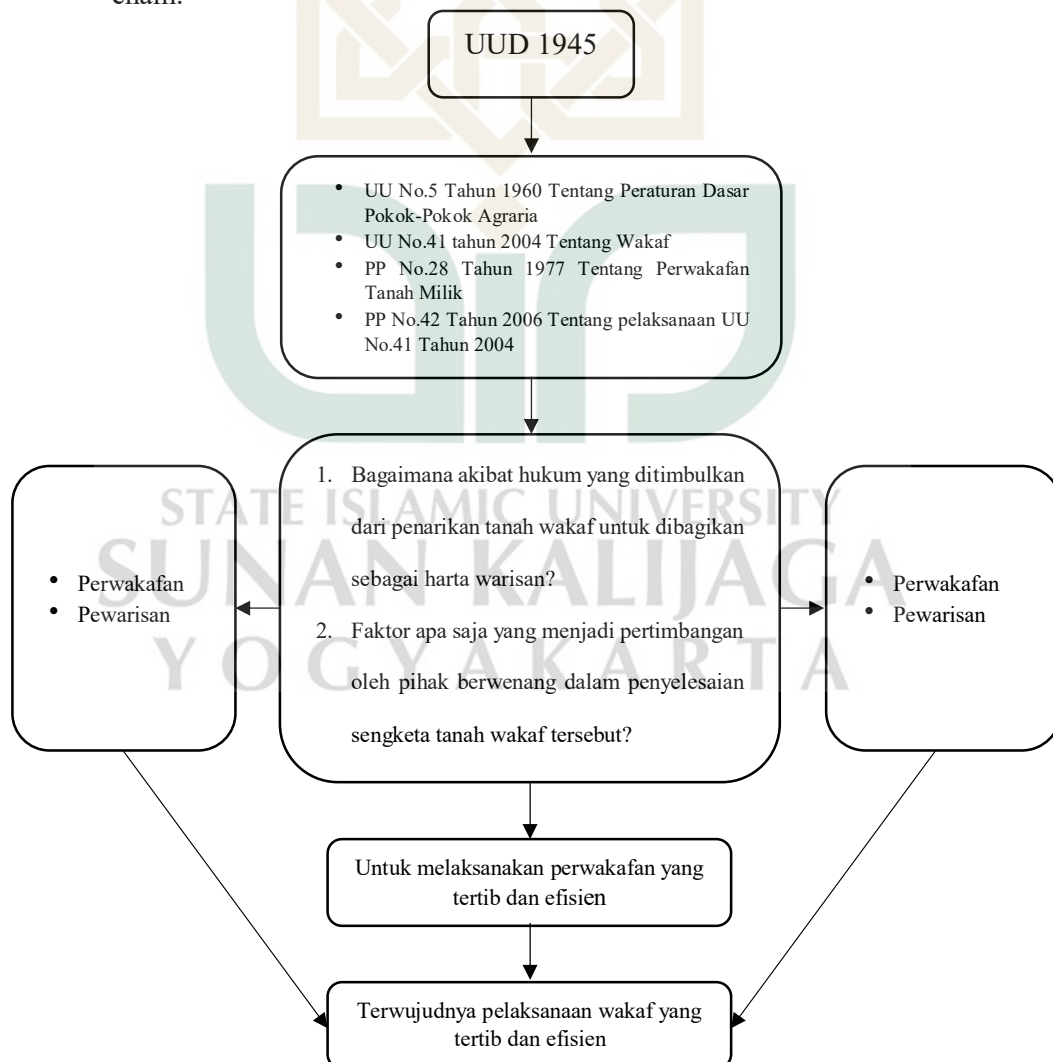 enam.
UUD 1945
• UU No.5 Tahun 1960 Tentang Peraturan Dasar
Pokok-Pokok Agraria
• UU No.41 tahun 2004 Tentang Wakaf
• PP No.28 Tahun 1977 Tentang Perwakafan
Tanah Milik
• PP No.42 Tahun 2006 Tentang pelaksanaan UU
No.41 Tahun 2004
1. Bagaimana akibat hukum yang ditimbulkan
dari penarikan tanah wakaf untuk dibagikan
sebagai harta warisan?
2. Faktor apa saja yang menjadi pertimbangan
oleh pihak berwenang dalam penyelesaian
sengketa tanah wakaf tersebut?
• Perwakafan
• Pewarisan
• Perwakafan
• Pewarisan
Untuk melaksanakan perwakafan yang
tertib dan efisien
Terwujudnya pelaksanaan wakaf yang
tertib dan efisien
STATE ISLAMIC UNIVERSITY
SUNAN KALIJAGA
YOGYAKARTA